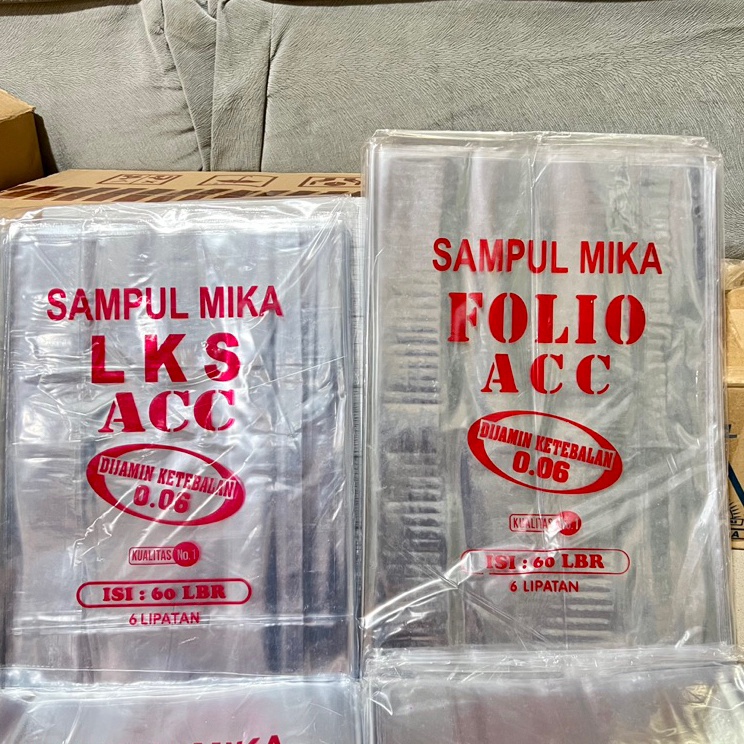 SAMPUL MIKA
LKS
ACC
DIJAMIN KETEBALAN
0.06
KUALITAS No.1
ISI : 60 LBR
6 LIPATAN
SAMPUL MIKA
FOLIO
ACC
DIJAMIN KETEBALAN
0.06
KUALITAS No.1
ISI : 60 LBR
6 LIPATAN
MIKA